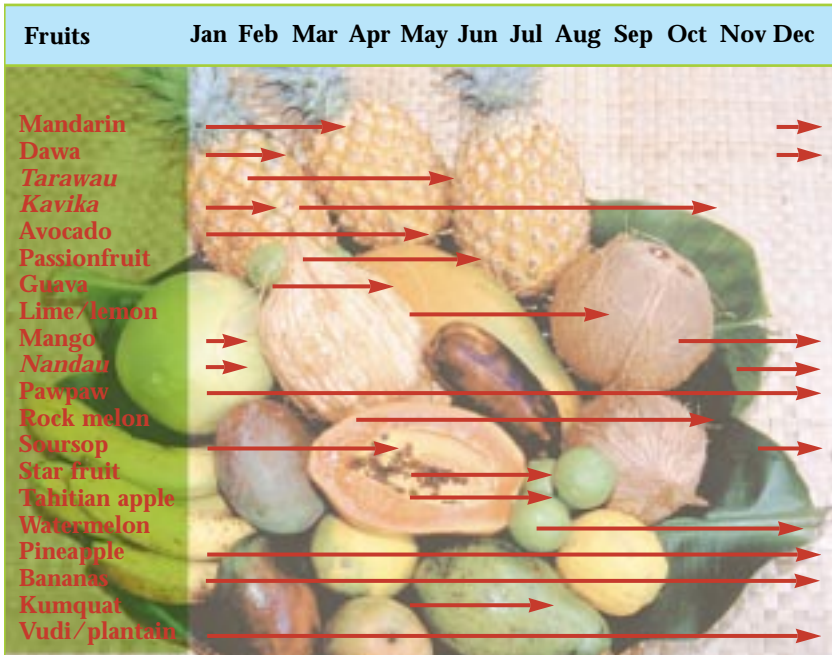 Fruits Jan Feb Mar Apr May Jun Jul Aug Sep Oct Nov Dec
Mandarin
Dawa
Tarawau
Kavika
Avocado
Passionfruit
Guava
Lime/lemon
Mango
Nandau
Pawpaw
Rock melon
Soursop
Star fruit
Tahitian apple
Watermelon
Pineapple
Bananas
Kumquat
Vudi/plantain